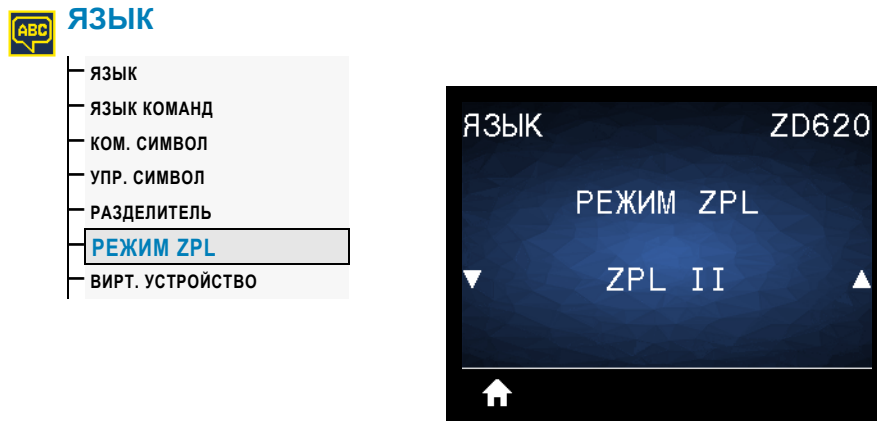 ABC
ЯЗЫК
ЯЗЫК
ЯЗЫК КОМАНД
КОМ. СИМВОЛ
УПР. СИМВОЛ
РАЗДЕЛИТЕЛЬ
РЕЖИМ ZPL
ВИРТ. УСТРОЙСТВО
ЯЗЫК ZD620
РЕЖИМ ZPL
ZPL II